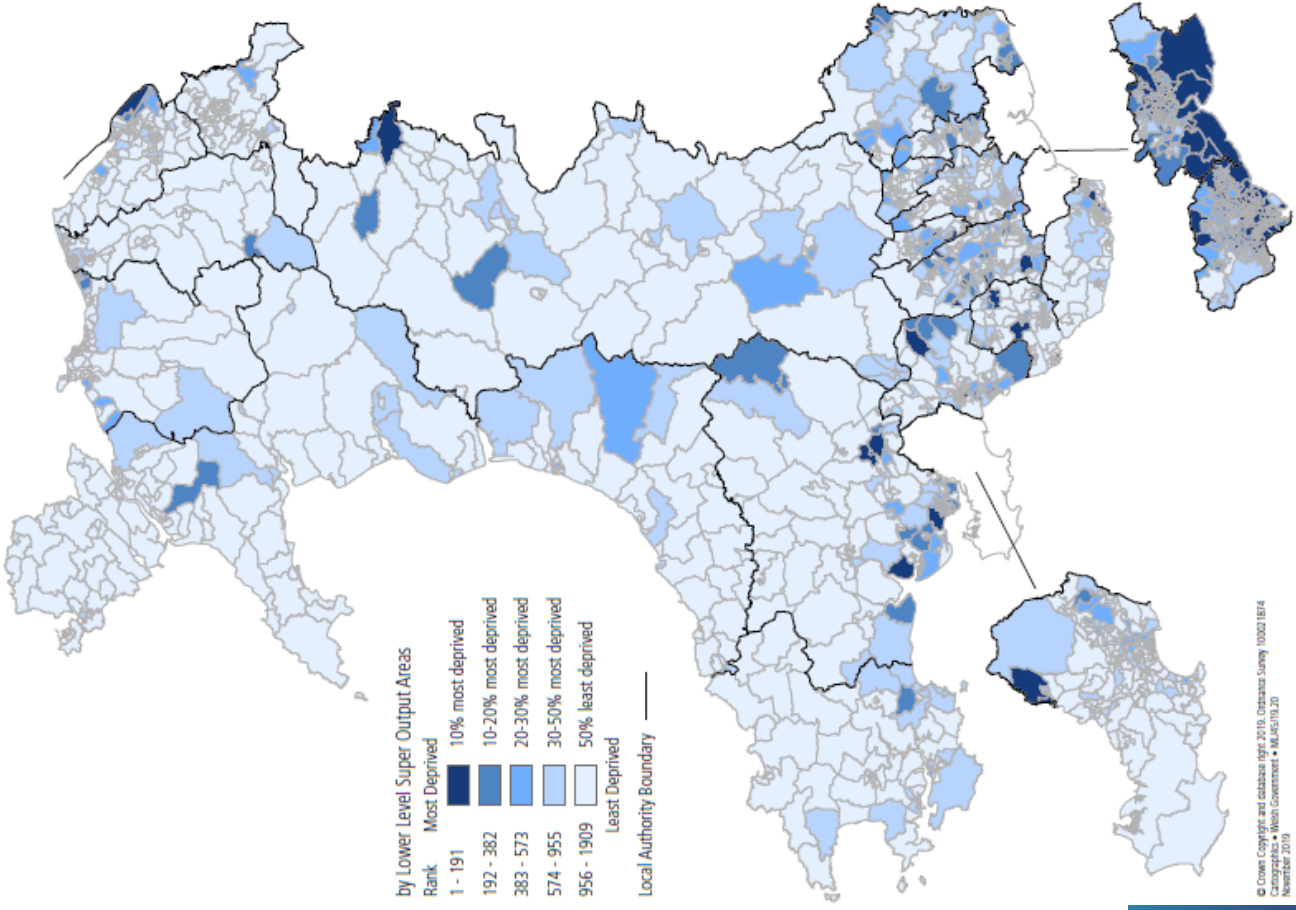 by Lower Level Super Output Areas
Rank Most Deprived
1 - 191 10% most deprived
192 - 382 10-20% most deprived
383 - 573 20-30% most deprived
574 - 955 30-50% most deprived
956 - 1909 50% least deprived
Least Deprived
Local Authority Boundary
© Crown Copyright and database right 2019. Ordnance Survey 100021874
Cartographics • Welsh Government • ML/45/19.20
November 2019